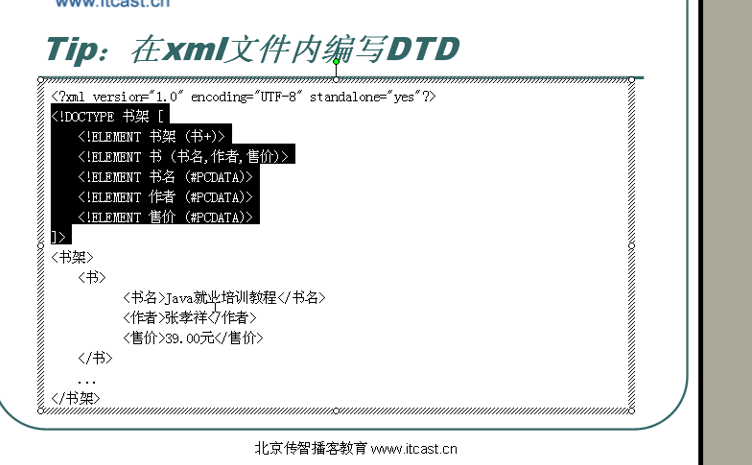 www.itcast.cn
Tip：在xml文件内编写DTD
<?xml version="1.0" encoding="UTF-8" standalone="yes"?>
<!DOCTYPE 书架 [
<!ELEMENT 书架 (书+)>
<!ELEMENT 书 (书名,作者,售价)>
<!ELEMENT 书名 (#PCDATA)>
<!ELEMENT 作者 (#PCDATA)>
<!ELEMENT 售价 (#PCDATA)>
]>
<书架>
<书>
<书名>Java就业培训教程</书名>
<作者>张孝祥</作者>
<售价>39.00元</售价>
</书>
...
</书架>
北京传智播客教育 www.itcast.cn